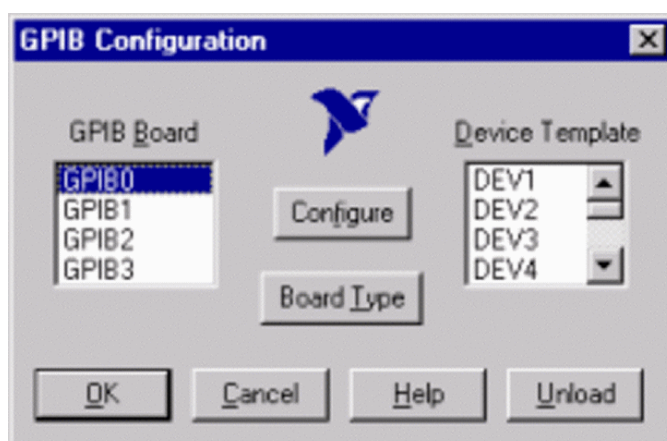 GPIB Configuration
GPIB Board
GPIB0
GPIB1
GPIB2
GPIB3
Configure
Board Type
Device Template
DEV1
DEV2
DEV3
DEV4
OK
Cancel
Help
Unload